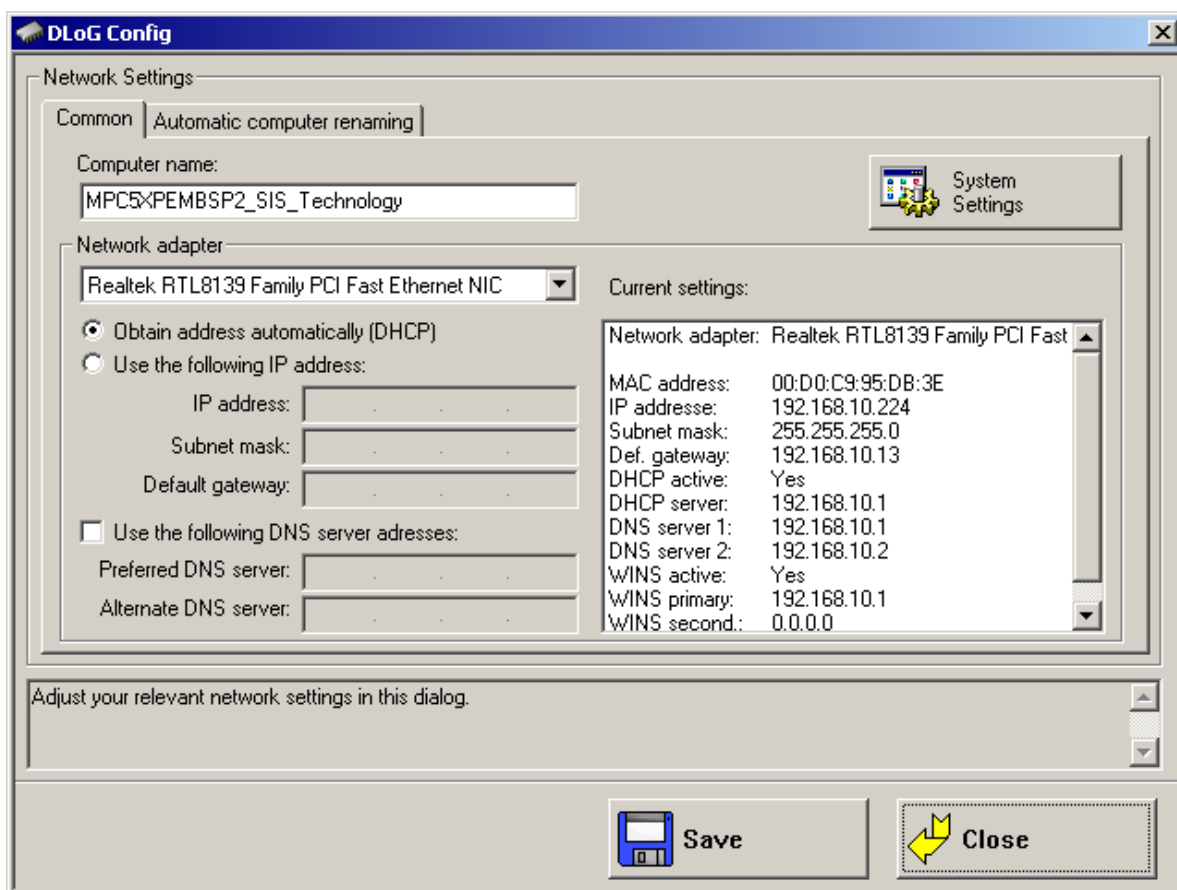 DLoG Config
Network Settings
Common
Automatic computer renaming
Computer name:
MPC5XPEMBSP2_SIS_Technology
System
Settings
Network adapter
Realtek RTL8139 Family PCI Fast Ethernet NIC
Current settings:
Obtain address automatically (DHCP)
Use the following IP address:
IP address:
Subnet mask:
Default gateway:
Use the following DNS server adresses:
Preferred DNS server:
Alternate DNS server:
Network adapter: Realtek RTL8139 Family PCI Fast
MAC address: 00:D0:C9:95:DB:3E
IP addresse: 192.168.10.224
Subnet mask: 255.255.255.0
Def. gateway: 192.168.10.13
DHCP active: Yes
DHCP server: 192.168.10.1
DNS server 1: 192.168.10.1
DNS server 2: 192.168.10.2
WINS active: Yes
WINS primary: 192.168.10.1
WINS second.: 0.0.0.0
Adjust your relevant network settings in this dialog.
Save
Close